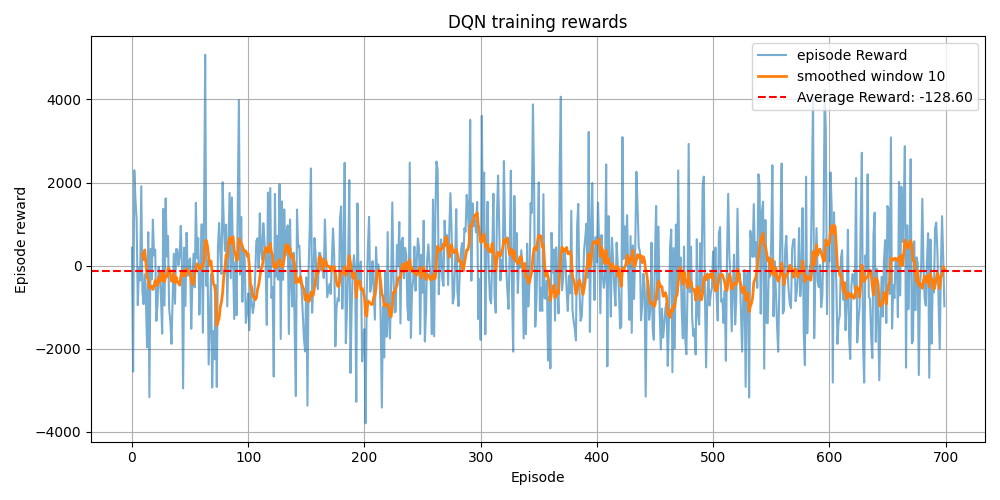 DQN training rewards
episode Reward
smoothed window 10
Average Reward: -128.60
Episode reward
4000
2000
0
−2000
−4000
0 100 200 300 400 500 600 700
Episode